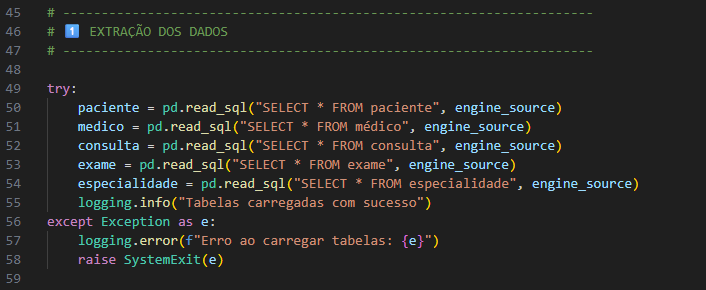 45 # -------------------------------------------------------------------
46 # 1️⃣ EXTRAÇÃO DOS DADOS
47 # -------------------------------------------------------------------
48
49 try:
50     paciente = pd.read_sql("SELECT * FROM paciente", engine_source)
51     medico = pd.read_sql("SELECT * FROM médico", engine_source)
52     consulta = pd.read_sql("SELECT * FROM consulta", engine_source)
53     exame = pd.read_sql("SELECT * FROM exame", engine_source)
54     especialidade = pd.read_sql("SELECT * FROM especialidade", engine_source)
55     logging.info("Tabelas carregadas com sucesso")
56 except Exception as e:
57     logging.error(f"Erro ao carregar tabelas: {e}")
58     raise SystemExit(e)
59